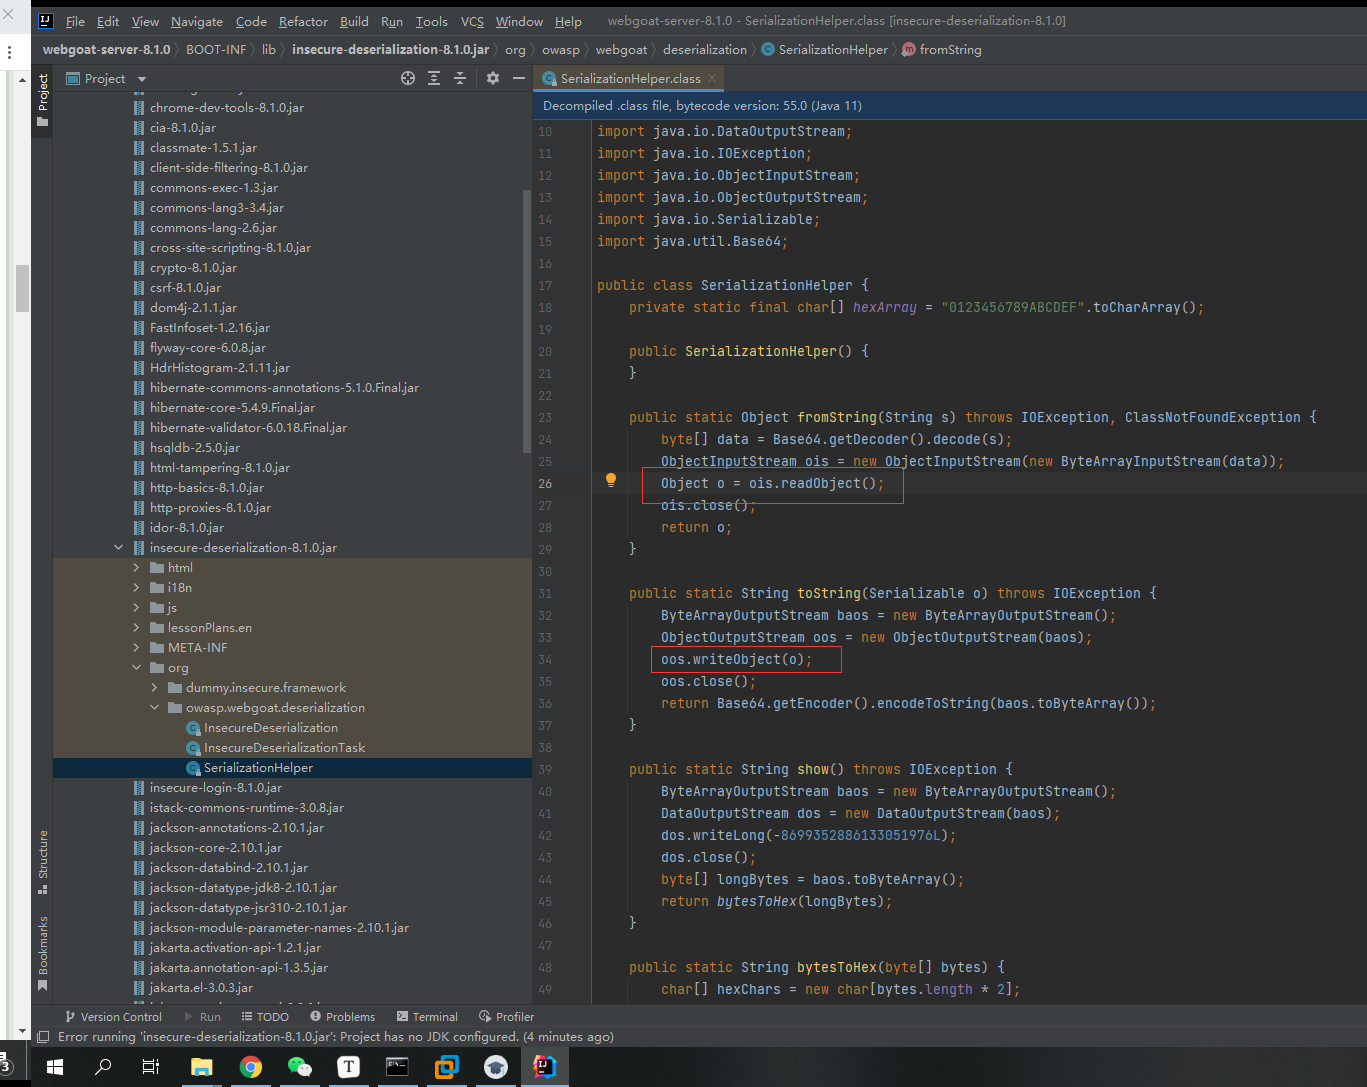 File Edit View Navigate Code Refactor Build Run Tools VCS Window Help webgoat-server-8.1.0 - SerializationHelper.class [insecure-deserialization-8.1.0]
webgoat-server-8.1.0 BOOT-INF lib insecure-deserialization-8.1.0.jar org owasp webgoat deserialization SerializationHelper fromString
Project
Project
chrome-dev-tools-8.1.0.jar
cia-8.1.0.jar
classmate-1.5.1.jar
client-side-filtering-8.1.0.jar
commons-exec-1.3.jar
commons-lang3-3.4.jar
commons-lang-2.6.jar
cross-site-scripting-8.1.0.jar
crypto-8.1.0.jar
csrf-8.1.0.jar
dom4j-2.1.1.jar
FastInfoset-1.2.16.jar
flyway-core-6.0.8.jar
HdrHistogram-2.1.11.jar
hibernate-commons-annotations-5.1.0.Final.jar
hibernate-core-5.4.9.Final.jar
hibernate-validator-6.0.18.Final.jar
hsqldb-2.5.0.jar
html-tampering-8.1.0.jar
http-basics-8.1.0.jar
http-proxies-8.1.0.jar
idor-8.1.0.jar
insecure-deserialization-8.1.0.jar
html
i18n
js
lessonPlans.en
META-INF
org
dummy.insecure.framework
owasp.webgoat.deserialization
InsecureDeserialization
InsecureDeserializationTask
SerializationHelper
insecure-login-8.1.0.jar
istack-commons-runtime-3.0.8.jar
jackson-annotations-2.10.1.jar
jackson-core-2.10.1.jar
jackson-databind-2.10.1.jar
jackson-datatype-jdk8-2.10.1.jar
jackson-datatype-jsr310-2.10.1.jar
jackson-module-parameter-names-2.10.1.jar
jakarta.activation-api-1.2.1.jar
jakarta.annotation-api-1.3.5.jar
jakarta.el-3.0.3.jar
Structure
Bookmarks
SerializationHelper.class
Decompiled .class file, bytecode version: 55.0 (Java 11)
10 import java.io.DataOutputStream;
11 import java.io.IOException;
12 import java.io.ObjectInputStream;
13 import java.io.ObjectOutputStream;
14 import java.io.Serializable;
15 import java.util.Base64;
16
17 public class SerializationHelper {
18 private static final char[] hexArray = "0123456789ABCDEF".toCharArray();
19
20 public SerializationHelper() {
21 }
22
23 public static Object fromString(String s) throws IOException, ClassNotFoundException {
24 byte[] data = Base64.getDecoder().decode(s);
25 ObjectInputStream ois = new ObjectInputStream(new ByteArrayInputStream(data));
26 Object o = ois.readObject();
27 ois.close();
28 return o;
29 }
30
31 public static String toString(Serializable o) throws IOException {
32 ByteArrayOutputStream baos = new ByteArrayOutputStream();
33 ObjectOutputStream oos = new ObjectOutputStream(baos);
34 oos.writeObject(o);
35 oos.close();
36 return Base64.getEncoder().encodeToString(baos.toByteArray());
37 }
38
39 public static String show() throws IOException {
40 ByteArrayOutputStream baos = new ByteArrayOutputStream();
41 DataOutputStream dos = new DataOutputStream(baos);
42 dos.writeLong(-8699352886133051976L);
43 dos.close();
44 byte[] longBytes = baos.toByteArray();
45 return bytesToHex(longBytes);
46 }
47
48 public static String bytesToHex(byte[] bytes) {
49 char[] hexChars = new char[bytes.length * 2];
Version Control Run TODO Problems Terminal Profiler
Error running 'insecure-deserialization-8.1.0.jar': Project has no JDK configured. (4 minutes ago)
3
T